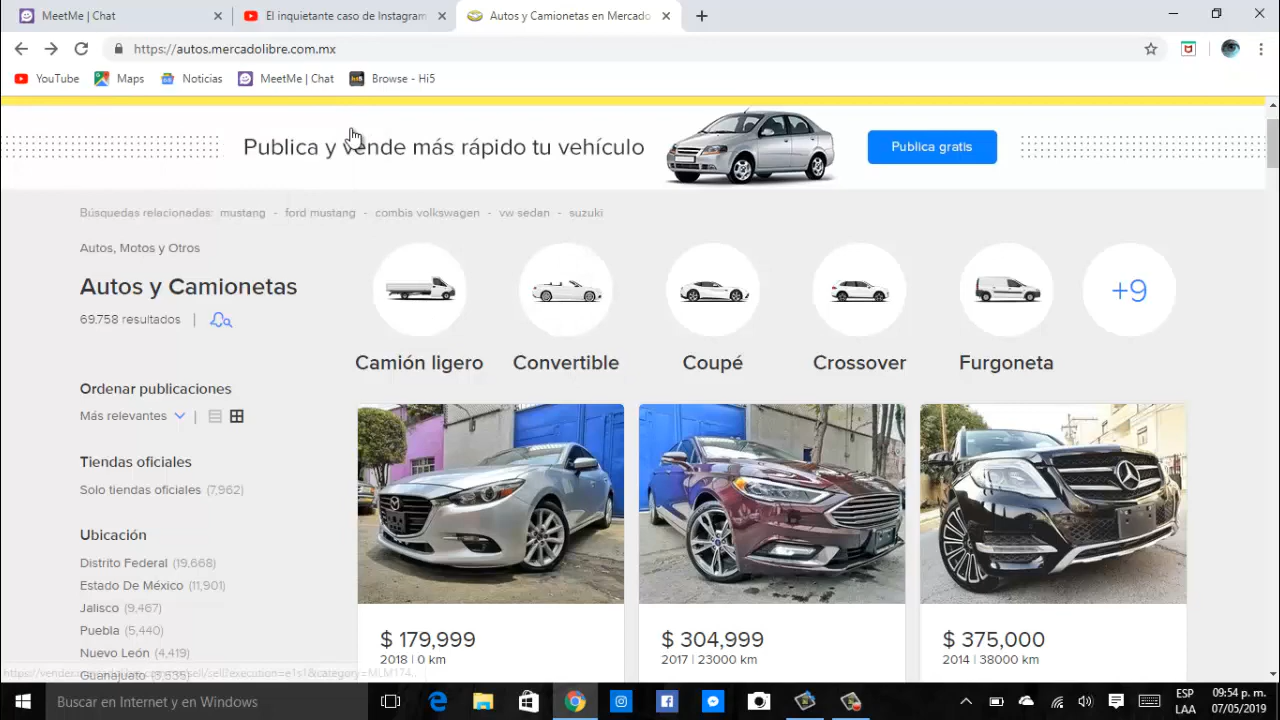 MeetMe | Chat
El inquietante caso de Instagram
Autos y Camionetas en Mercado
https://autos.mercadolibre.com.mx
YouTube
Maps
Noticias
MeetMe | Chat
Browse - Hi5
Publica y vende más rápido tu vehículo
Publica gratis
Búsquedas relacionadas: mustang - ford mustang - combis volkswagen - vw sedan - suzuki
Autos, Motos y Otros
Autos y Camionetas
69.758 resultados
+9
Camión ligero
Convertible
Coupé
Crossover
Furgoneta
Ordenar publicaciones
Más relevantes
Tiendas oficiales
Solo tiendas oficiales (7,962)
Ubicación
Distrito Federal (19,668)
Estado De México (11,901)
Jalisco (9,467)
Puebla (5,440)
Nuevo León (4,419)
Guanajuato (3,635)
$ 179,999
2018 | 0 km
$ 304,999
2017 | 23000 km
$ 375,000
2014 | 38000 km
Buscar en Internet y en Windows
ESP
LAA
09:54 p. m.
07/05/2019